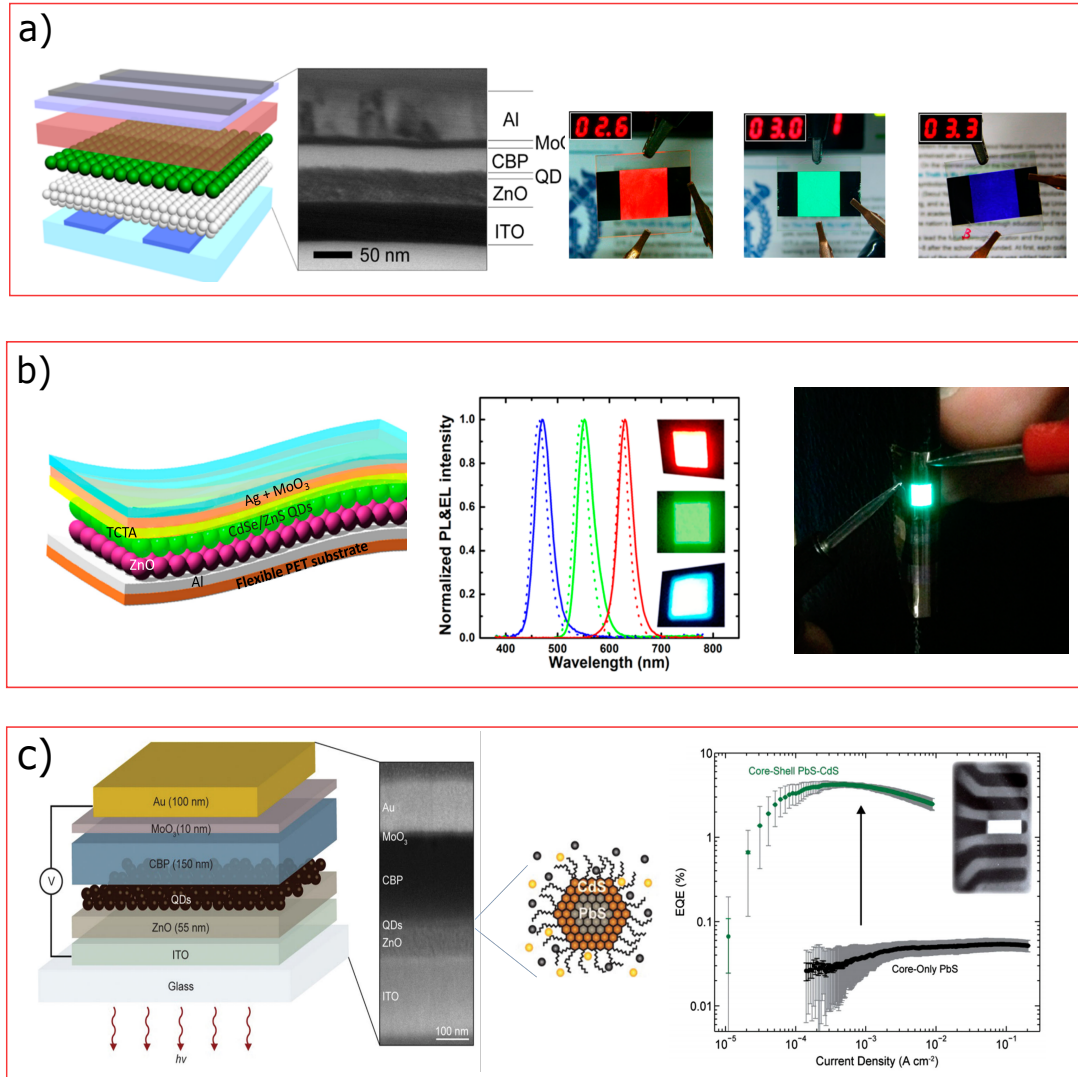 a)
Al
MoO
CBP
QD
ZnO
ITO
50 nm
02.6
03.0 1
03.3
B
b)
Ag + MoO₃
CdSe/ZnS QDs
TCTA
ZnO
Al
Flexible PET substrate
Normalized PL&EL intensity
1.0
0.8
0.6
0.4
0.2
0.0
400
500
600
700
800
Wavelength (nm)
c)
Au (100 nm)
MoO₃(10 nm)
CBP (150 nm)
QDs
ZnO (55 nm)
ITO
Glass
V
hν
Au
MoO₃
CBP
QDs
ZnO
ITO
100 nm
CdS
PbS
EQE (%)
10
1
0.1
0.01
Core-Shell PbS-CdS
Core-Only PbS
10⁻⁵
10⁻⁴
10⁻³
10⁻²
10⁻¹
Current Density (A cm⁻²)